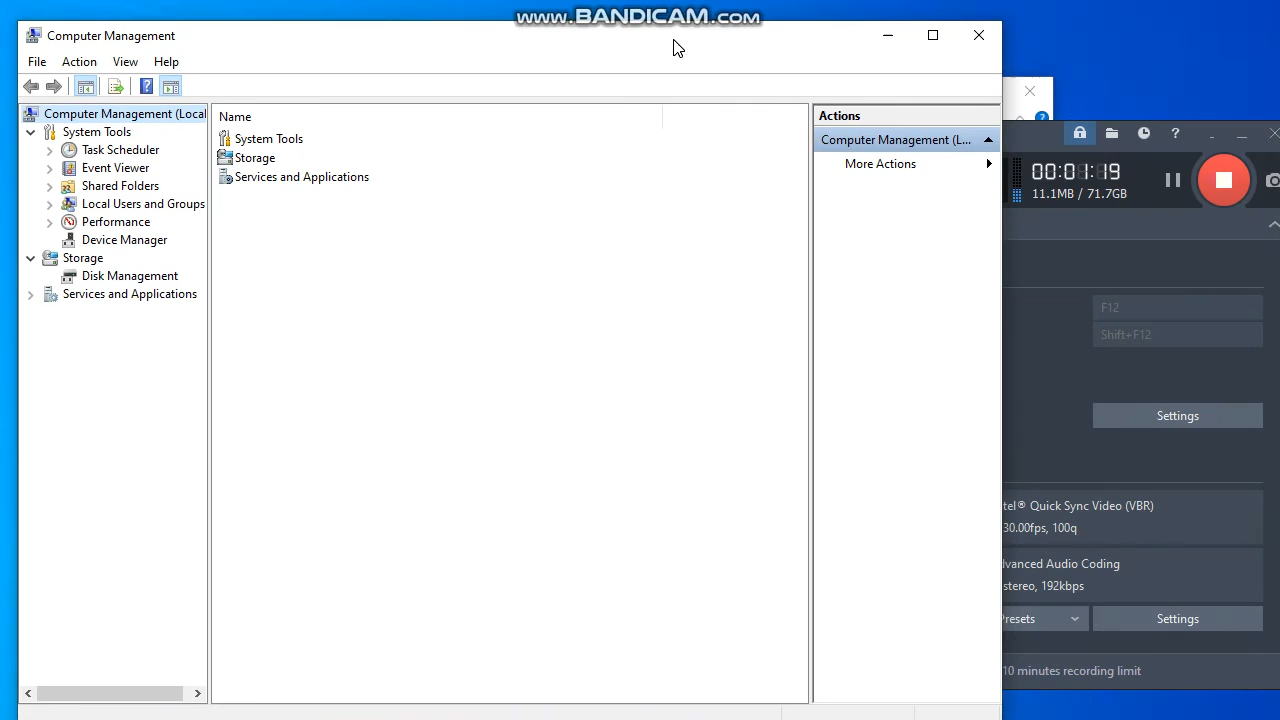 www.BANDICAM.com
Computer Management
File Action View Help
Computer Management (Local
System Tools
Task Scheduler
Event Viewer
Shared Folders
Local Users and Groups
Performance
Device Manager
Storage
Disk Management
Services and Applications
Name
System Tools
Storage
Services and Applications
Actions
Computer Management (L...
More Actions
00:01:19
11.1MB / 71.7GB
F12
Shift+F12
Settings
tel® Quick Sync Video (VBR)
30.00fps, 100q
dvanced Audio Coding
stereo, 192kbps
Presets
Settings
10 minutes recording limit